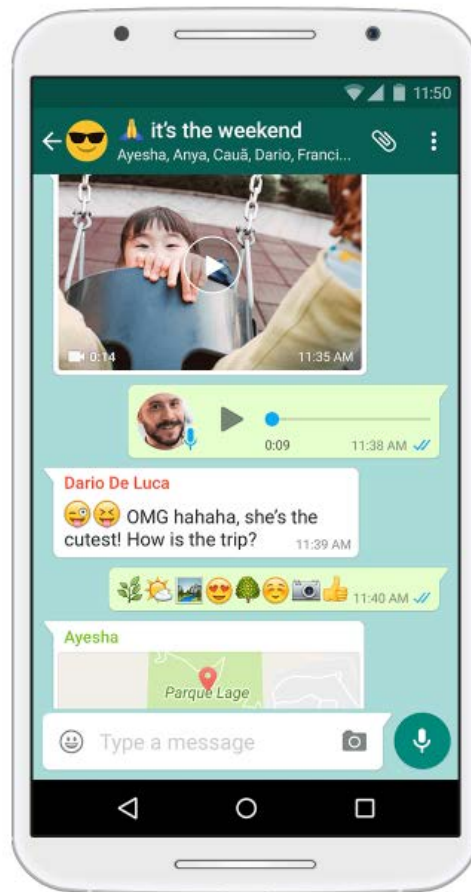 11:50
🙏 it's the weekend
Ayesha, Anya, Cauã, Dario, Franci...
0:14 11:35 AM
0:09 11:38 AM
Dario De Luca
😜😝 OMG hahaha, she's the
cutest! How is the trip? 11:39 AM
🌿🌤️🏞️😍🌳☺️📷👍 11:40 AM
Ayesha
Parque Lage
Type a message